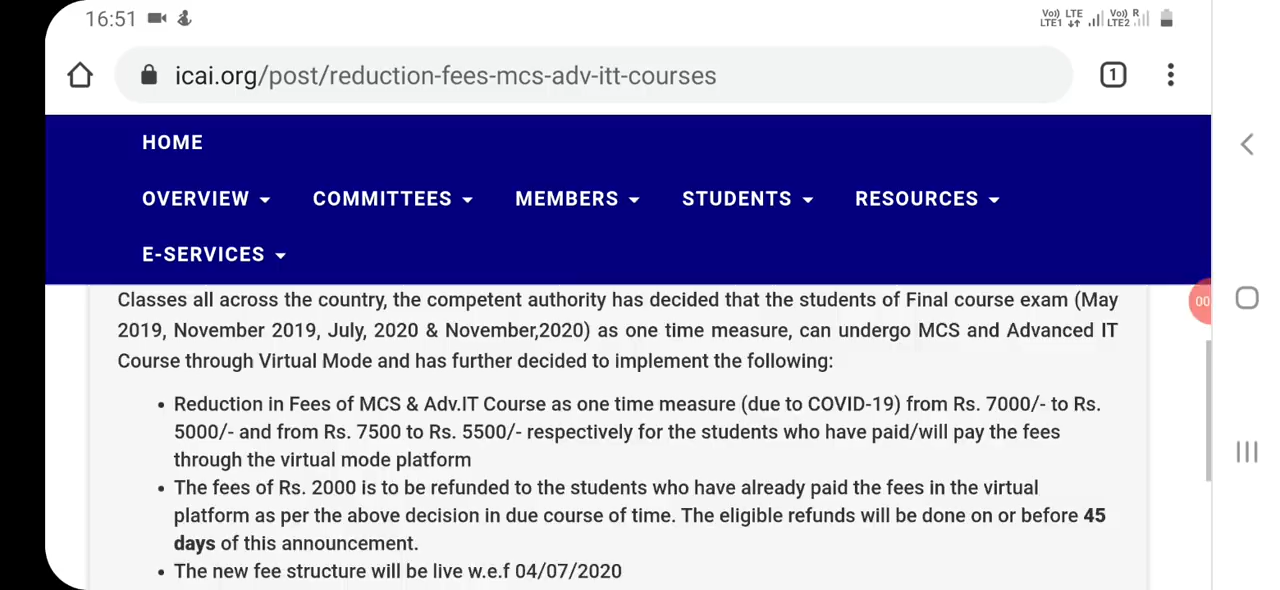 16:51
Vo)) LTE Vo)) R
LTE1 LTE2
icai.org/post/reduction-fees-mcs-adv-itt-courses
1
HOME
OVERVIEW COMMITTEES MEMBERS STUDENTS RESOURCES
E-SERVICES
Classes all across the country, the competent authority has decided that the students of Final course exam (May
2019, November 2019, July, 2020 & November,2020) as one time measure, can undergo MCS and Advanced IT
Course through Virtual Mode and has further decided to implement the following:
• Reduction in Fees of MCS & Adv.IT Course as one time measure (due to COVID-19) from Rs. 7000/- to Rs.
5000/- and from Rs. 7500 to Rs. 5500/- respectively for the students who have paid/will pay the fees
through the virtual mode platform
• The fees of Rs. 2000 is to be refunded to the students who have already paid the fees in the virtual
platform as per the above decision in due course of time. The eligible refunds will be done on or before 45
days of this announcement.
• The new fee structure will be live w.e.f 04/07/2020
00